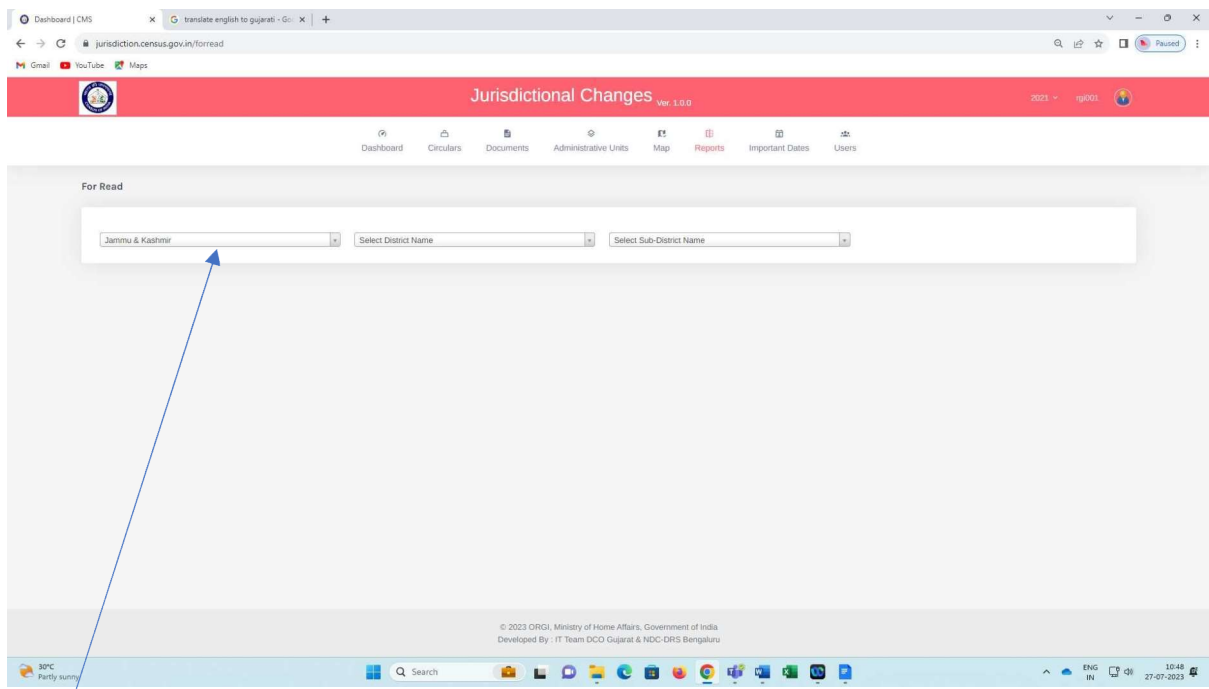 Dashboard | CMS
translate english to gujarati - Go
jurisdiction.census.gov.in/forread
Paused
Gmail YouTube Maps
Jurisdictional Changes Ver. 1.0.0
2021 rgi001
Dashboard Circulars Documents Administrative Units Map Reports Important Dates Users
For Read
Jammu & Kashmir Select District Name Select Sub-District Name
© 2023 ORGI, Ministry of Home Affairs, Government of India
Developed By : IT Team DCO Gujarat & NDC-DRS Bengaluru
30°C
Partly sunny
Search
ENG
IN
10:48
27-07-2023